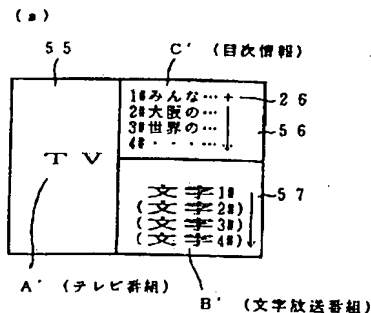 (a)
55
C' (目次情報)
1#みんな…+
2#大阪の…
3#世界の…
4#・・・…
26
56
TV
文字1#
(文字2#)
(文字3#)
(文字4#)
57
A' (テレビ番組)
B' (文字放送番組)